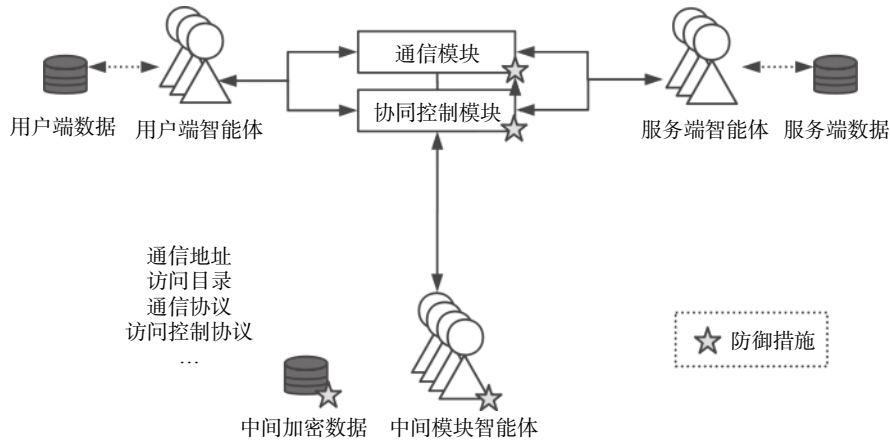 通信模块
协同控制模块
用户端数据
用户端智能体
服务端智能体
服务端数据
通信地址
访问目录
通信协议
访问控制协议
…
防御措施
中间加密数据
中间模块智能体